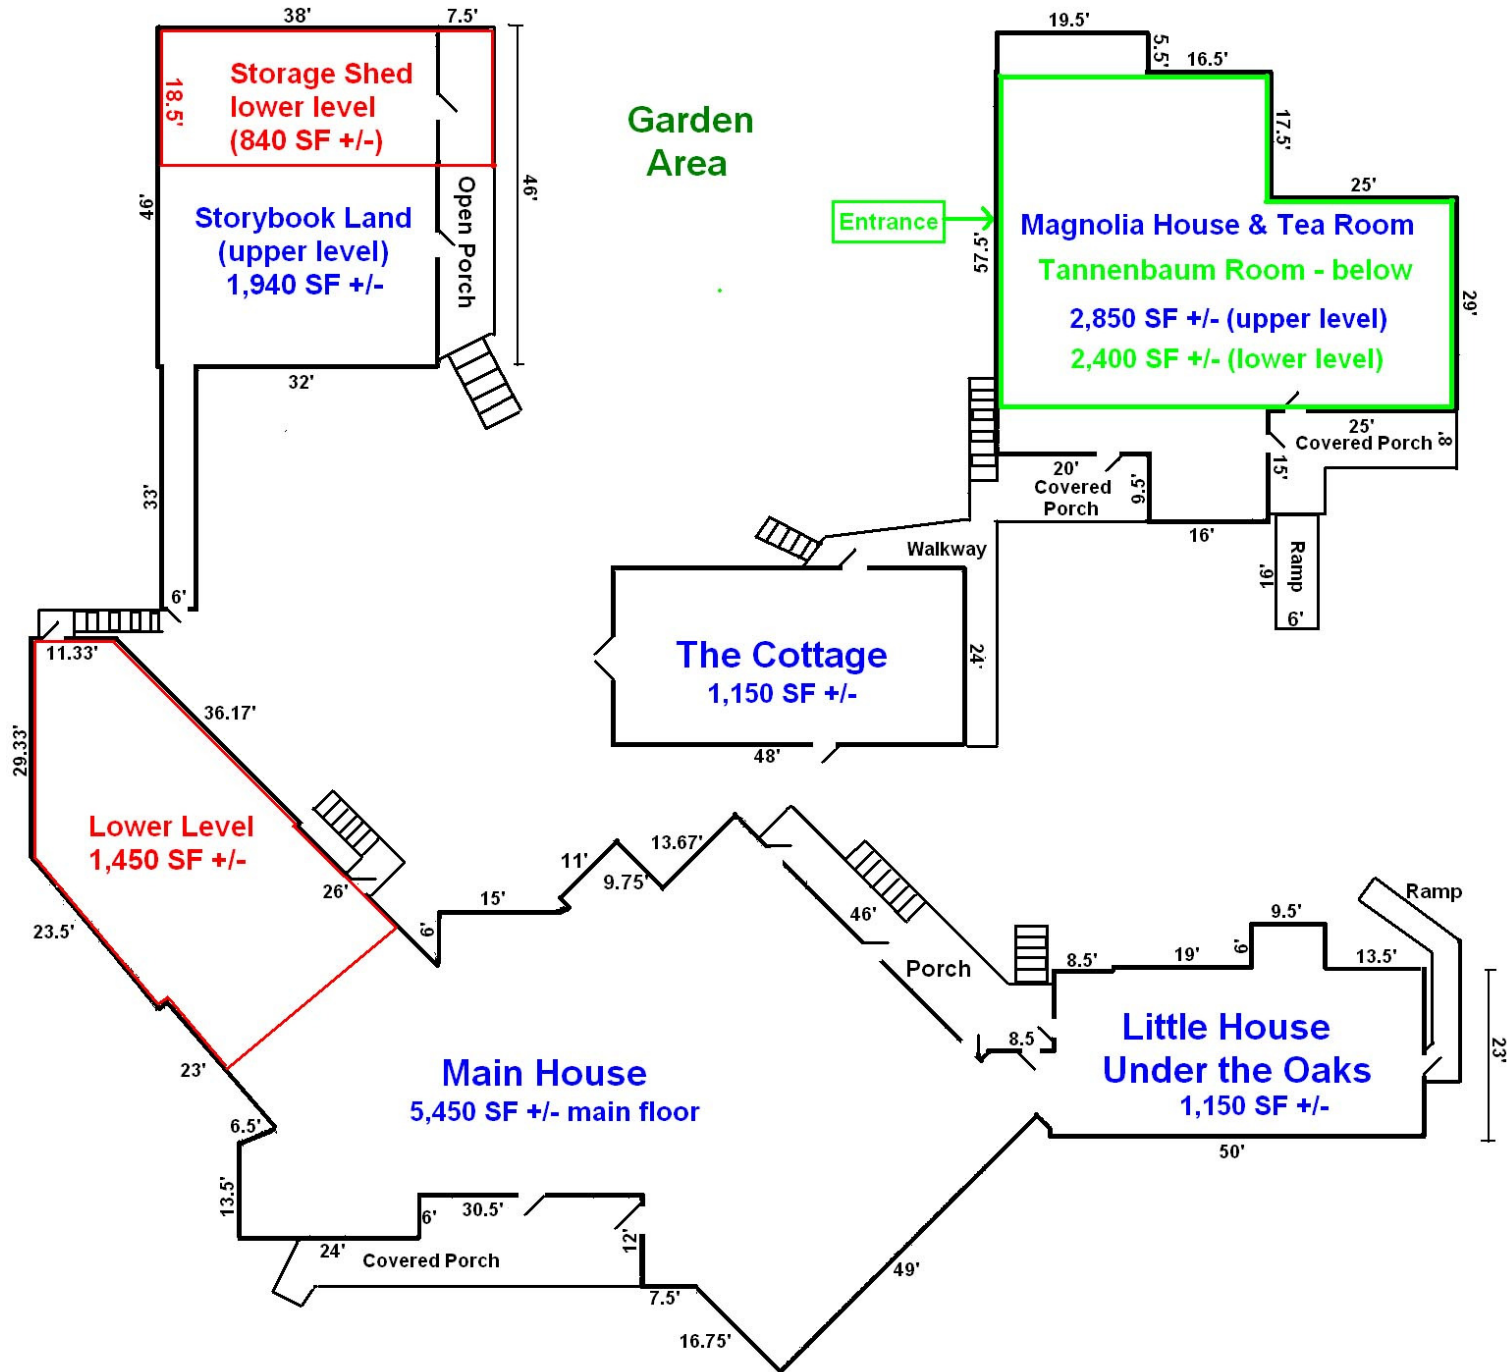 38'
7.5'
Storage Shed
lower level
(840 SF +/-)
18.5'
46'
46'
Open Porch
Storybook Land
(upper level)
1,940 SF +/-
32'
33'
6'
Garden
Area
19.5'
5.5'
16.5'
17.5'
25'
Entrance
57.5'
Magnolia House & Tea Room
Tannenbaum Room - below
2,850 SF +/- (upper level)
2,400 SF +/- (lower level)
29'
25'
Covered Porch
8'
20'
Covered
Porch
9.5'
15'
16'
Ramp
16'
6'
Walkway
The Cottage
1,150 SF +/-
24'
48'
11.33'
36.17'
29.33'
Lower Level
1,450 SF +/-
26'
23.5'
23'
6.5'
13.5'
15'
9'
11'
9.75'
13.67'
46'
Porch
8.5
Main House
5,450 SF +/- main floor
30.5'
6'
12'
24'
Covered Porch
7.5'
16.75'
49'
8.5'
19'
6'
9.5'
13.5'
Ramp
23'
Little House
Under the Oaks
1,150 SF +/-
50'